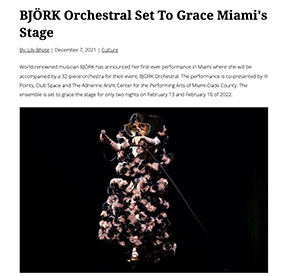 BJÖRK Orchestral Set To Grace Miami's
Stage
By: Lily Bhote | December 7, 2021 | Culture
World-renowned musician BJÖRK has announced her first-ever performance in Miami where she will be
accompanied by a 32-piece orchestra for their event, BJÖRK Orchestral. The performance is co-presented by III
Points, Club Space and The Adrienne Arsht Center for the Performing Arts of Miami-Dade County. The
ensemble is set to grace the stage for only two nights on February 13 and February 16 of 2022.